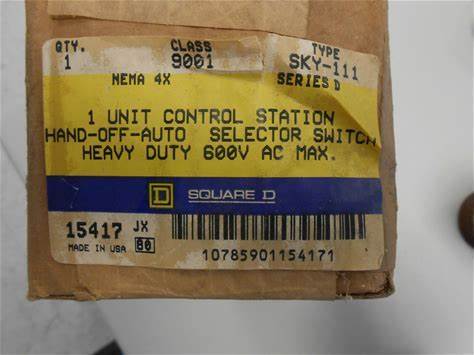 QTY. CLASS TYPE
1 9001 SKY-111
NEMA 4X SERIES D
1 UNIT CONTROL STATION
HAND-OFF-AUTO SELECTOR SWITCH
HEAVY DUTY 600V AC MAX.
D SQUARE D
15417 JX
MADE IN USA 80
10785901154171